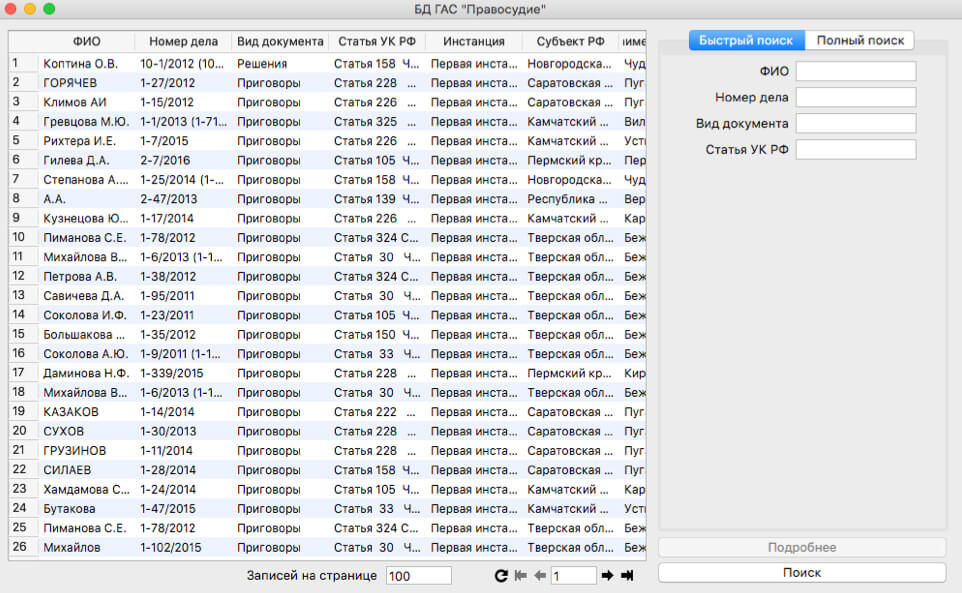 БД ГАС "Правосудие"
ФИО Номер дела Вид документа Статья УК РФ Инстанция Субъект РФ
1 Коптина О.В. 10-1/2012 (10... Решения Статья 158 Ч... Первая инста... Новгородска... Чуд
2 ГОРЯЧЕВ 1-27/2012 Приговоры Статья 228 ... Первая инста... Саратовская ... Пуг
3 Климов АИ 1-15/2012 Приговоры Статья 226 ... Первая инста... Саратовская ... Пуг
4 Гревцова М.Ю. 1-1/2013 (1-71... Приговоры Статья 325 ... Первая инста... Камчатский ... Вил
5 Рихтера И.Е. 1-7/2015 Приговоры Статья 226 ... Первая инста... Камчатский ... Уст
6 Гилева Д.А. 2-7/2016 Приговоры Статья 105 Ч... Первая инста... Пермский кр... Пер
7 Степанова А.... 1-25/2014 (1-... Приговоры Статья 158 Ч... Первая инста... Новгородска... Чуд
8 А.А. 2-47/2013 Приговоры Статья 139 Ч... Первая инста... Республика ... Вер
9 Кузнецова Ю... 1-17/2014 Приговоры Статья 226 ... Первая инста... Камчатский ... Кар
10 Пиманова С.Е. 1-78/2012 Приговоры Статья 324 С... Первая инста... Тверская обл... Беж
11 Михайлова В... 1-6/2013 (1-1... Приговоры Статья 30 Ч... Первая инста... Тверская обл... Беж
12 Петрова А.В. 1-38/2012 Приговоры Статья 324 С... Первая инста... Тверская обл... Беж
13 Савичева Д.А. 1-95/2011 Приговоры Статья 30 Ч... Первая инста... Тверская обл... Беж
14 Соколова И.Ф. 1-23/2011 Приговоры Статья 105 Ч... Первая инста... Тверская обл... Беж
15 Большакова ... 1-35/2012 Приговоры Статья 150 Ч... Первая инста... Тверская обл... Беж
16 Соколова А.Ю. 1-9/2011 (1-1... Приговоры Статья 33 Ч... Первая инста... Тверская обл... Беж
17 Даминова Н.Ф. 1-339/2015 Приговоры Статья 228 ... Первая инста... Пермский кр... Кир
18 Михайлова В... 1-6/2013 (1-1... Приговоры Статья 30 Ч... Первая инста... Тверская обл... Беж
19 КАЗАКОВ 1-14/2014 Приговоры Статья 222 ... Первая инста... Саратовская ... Пуг
20 СУХОВ 1-30/2013 Приговоры Статья 228 ... Первая инста... Саратовская ... Пуг
21 ГРУЗИНОВ 1-11/2014 Приговоры Статья 228 ... Первая инста... Саратовская ... Пуг
22 СИЛАЕВ 1-28/2014 Приговоры Статья 158 Ч... Первая инста... Саратовская ... Пуг
23 Хамдамова С... 1-24/2014 Приговоры Статья 105 Ч... Первая инста... Камчатский ... Кар
24 Бутакова 1-47/2015 Приговоры Статья 33 Ч... Первая инста... Камчатский ... Уст
25 Пиманова С.Е. 1-78/2012 Приговоры Статья 324 С... Первая инста... Тверская обл... Беж
26 Михайлов 1-102/2015 Приговоры Статья 30 Ч... Первая инста... Тверская обл... Беж
Записей на странице 100 1
Быстрый поиск Полный поиск
ФИО
Номер дела
Вид документа
Статья УК РФ
Подробнее
Поиск